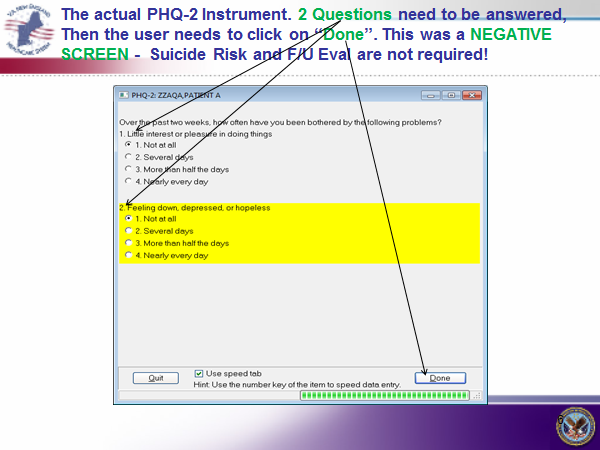 The actual PHQ-2 Instrument. 2 Questions need to be answered,
Then the user needs to click on “Done”. This was a NEGATIVE
SCREEN - Suicide Risk and F/U Eval are not required!
PHQ-2: ZZAQA,PATIENT A
Over the past two weeks, how often have you been bothered by the following problems?
1. Little interest or pleasure in doing things
1. Not at all
2. Several days
3. More than half the days
4. Nearly every day
2. Feeling down, depressed, or hopeless
1. Not at all
2. Several days
3. More than half the days
4. Nearly every day
Quit
Use speed tab
Hint: Use the number key of the item to speed data entry.
Done
VA NEW ENGLAND
HEALTHCARE SYSTEM